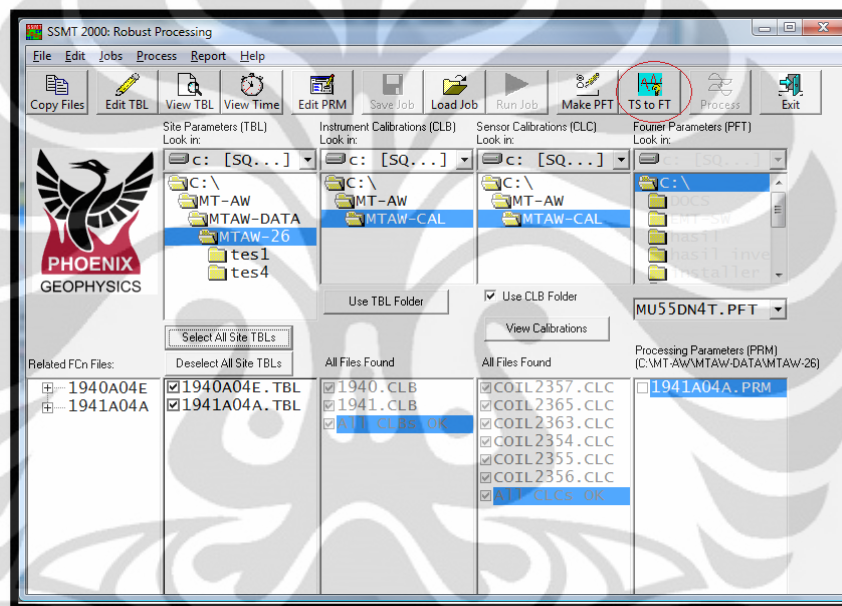 SSMT 2000: Robust Processing
File Edit Jobs Process Report Help
Copy Files Edit TBL View TBL View Time Edit PRM Save Job Load Job Run Job Make PFT TS to FT Process Exit
Site Parameters (TBL) Instrument Calibrations (CLB) Sensor Calibrations (CLC) Fourier Parameters (PFT)
Look in: Look in: Look in: Look in:
c: [SQ...] c: [SQ...] c: [SQ...] c: [SQ...]
C:\ C:\ C:\ C:\
MT-AW MT-AW MT-AW DOCS
MTAW-DATA MTAW-CAL MTAW-CAL
MTAW-26 hasil
tes1 hasil inve
tes4 installer
PHOENIX
GEOPHYSICS
Use TBL Folder Use CLB Folder MU55DN4T.PFT
Select All Site TBLs View Calibrations
Processing Parameters (PRM)
Related FCn Files: Deselect All Site TBLs All Files Found All Files Found (C:\MT-AW\MTAW-DATA\MTAW-26)
1940A04E 1940A04E.TBL 1940.CLB COIL2357.CLC 1941A04A.PRM
1941A04A 1941A04A.TBL 1941.CLB COIL2365.CLC
All CLBs OK COIL2363.CLC
COIL2354.CLC
COIL2355.CLC
COIL2356.CLC
All CLCs OK